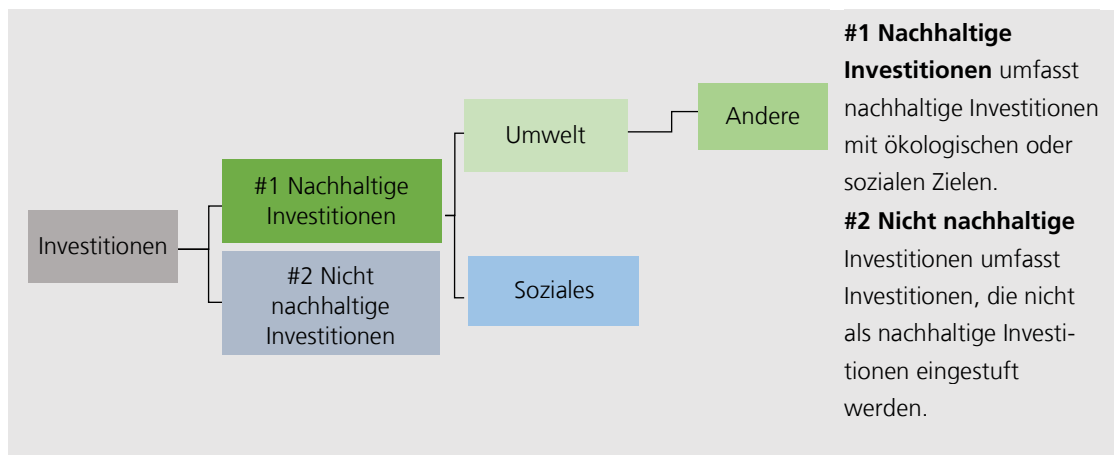 Investitionen
#1 Nachhaltige
Investitionen
#2 Nicht
nachhaltige
Investitionen
Umwelt
Soziales
Andere
#1 Nachhaltige
Investitionen umfasst
nachhaltige Investitionen
mit ökologischen oder
sozialen Zielen.
#2 Nicht nachhaltige
Investitionen umfasst
Investitionen, die nicht
als nachhaltige Investi-
tionen eingestuft
werden.